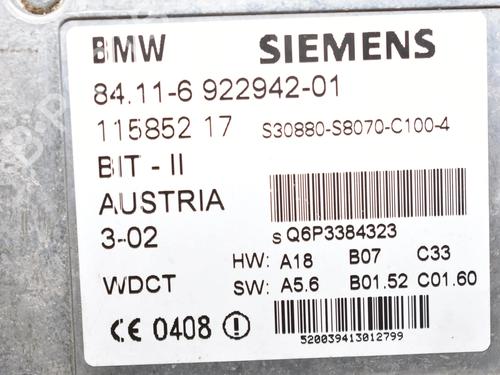 BMW SIEMENS
84.11-6 922942-01
115852 17 S30880-S8070-C100-4
BIT - II
AUSTRIA
3-02 S Q6P3384323
HW: A18 B07 C33
WDCT SW: A5.6 B01.52 C01.60
CE 0408
520039413012799